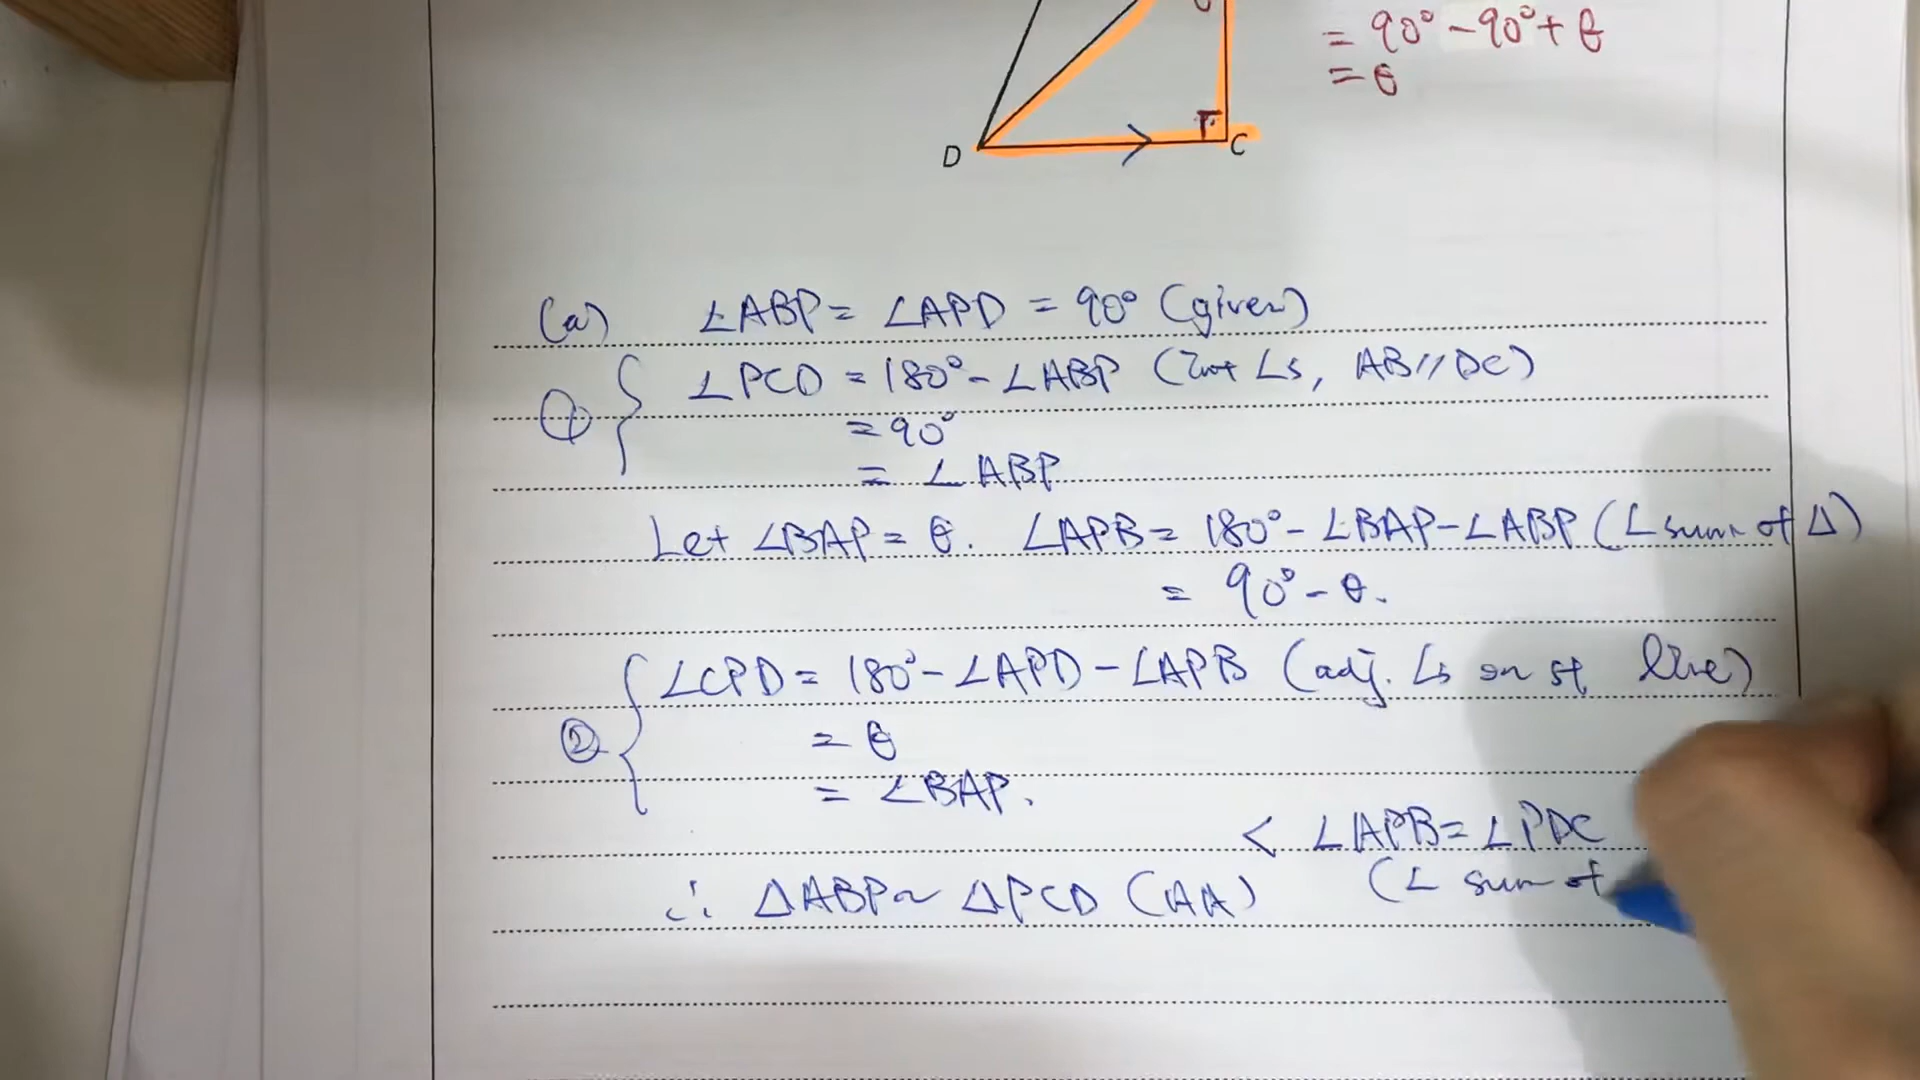 = 90° - 90° + θ
= θ
D
C
(a) ∠ABP = ∠APD = 90° (given)
① ∠PCD = 180° - ∠ABP (int ∠s, AB // DC)
= 90°
= ∠ABP
Let ∠BAP = θ. ∠APB = 180° - ∠BAP - ∠ABP (∠ sum of Δ)
= 90° - θ.
② ∠CPD = 180° - ∠APD - ∠APB (adj. ∠s on st line)
= θ
= ∠BAP.
< ∠APB = ∠PDC
(∠ sum of
∴ ΔABP ~ ΔPCD (AA)